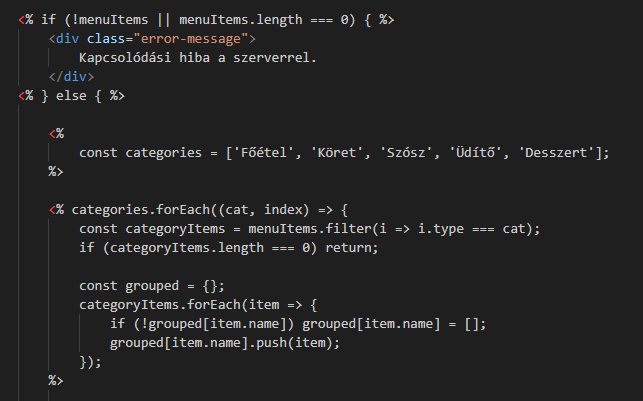 <% if (!menuItems || menuItems.length === 0) { %>
<div class="error-message">
Kapcsolódási hiba a szerverrel.
</div>
<% } else { %>
<%
const categories = ['Főétel', 'Köret', 'Szósz', 'Üdítő', 'Desszert'];
%>
<% categories.forEach((cat, index) => {
const categoryItems = menuItems.filter(i => i.type === cat);
if (categoryItems.length === 0) return;
const grouped = {};
categoryItems.forEach(item => {
if (!grouped[item.name]) grouped[item.name] = [];
grouped[item.name].push(item);
});
%>